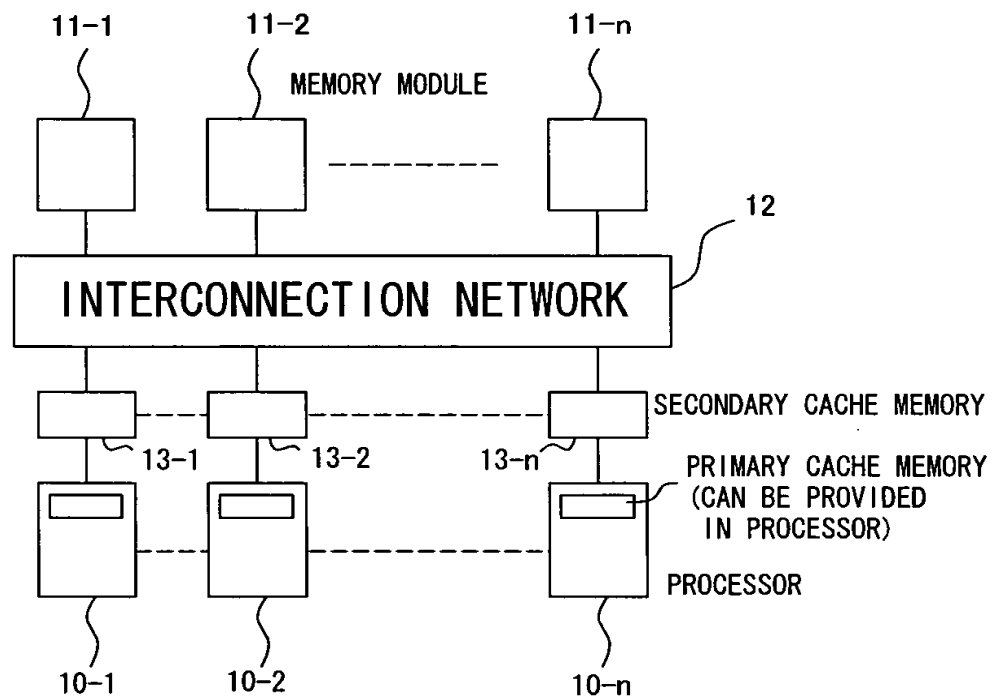 11-1
11-2
11-n
MEMORY MODULE
12
INTERCONNECTION NETWORK
SECONDARY CACHE MEMORY
13-1
13-2
13-n
PRIMARY CACHE MEMORY
(CAN BE PROVIDED
IN PROCESSOR)
PROCESSOR
10-1
10-2
10-n